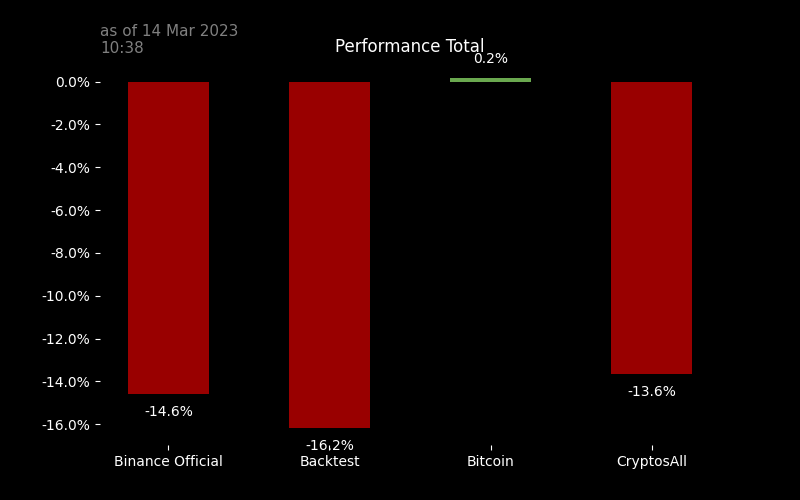 as of 14 Mar 2023
10:38
Performance Total
0.2%
0.0%
-2.0%
-4.0%
-6.0%
-8.0%
-10.0%
-12.0%
-14.0%
-16.0%
-14.6%
-16.2%
-13.6%
Binance Official
Backtest
Bitcoin
CryptosAll